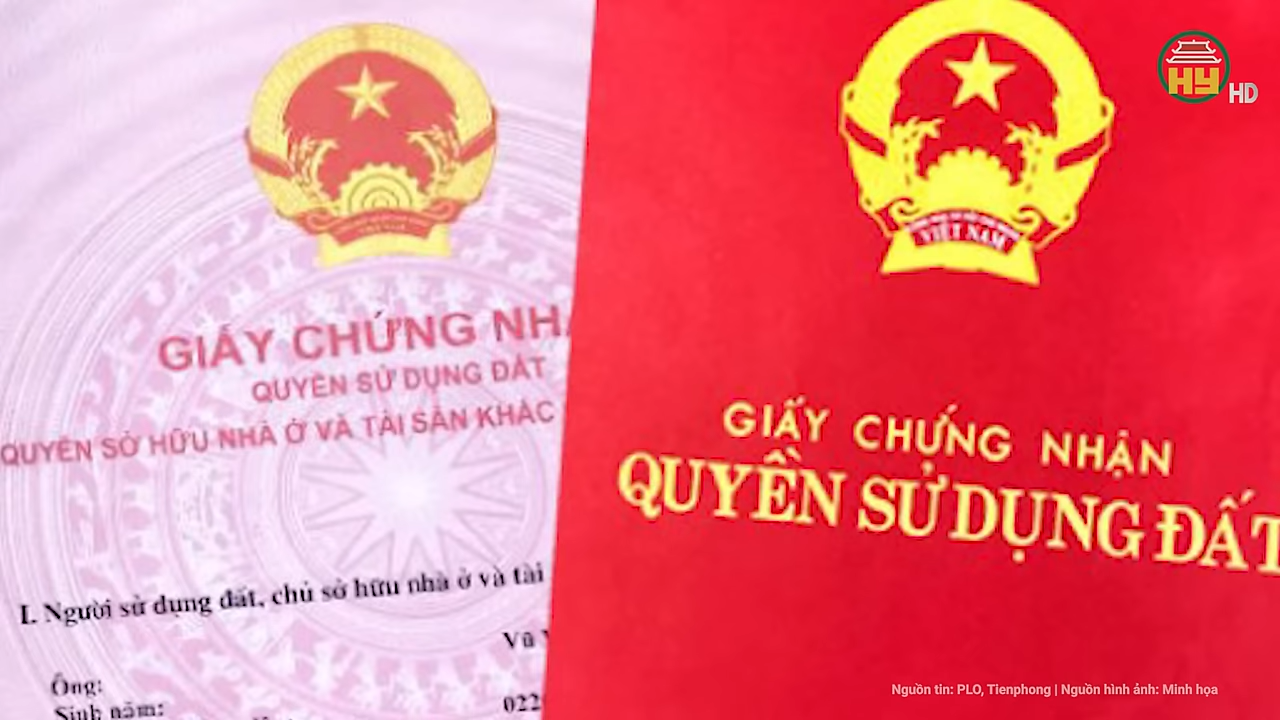 GIẤY CHỨNG NHẬ
QUYỀN SỬ DỤNG ĐẤT
QUYỀN SỞ HỮU NHÀ Ở VÀ TÀI SẢN KHÁC
I. Người sử dụng đất, chủ sở hữu nhà ở và tài
Vũ
Ông:
Sinh năm:
022
VIỆT NAM
GIẤY CHỨNG NHẬN
QUYỀN SỬ DỤNG ĐẤT
HY HD
Nguồn tin: PLO, Tienphong | Nguồn hình ảnh: Minh họa